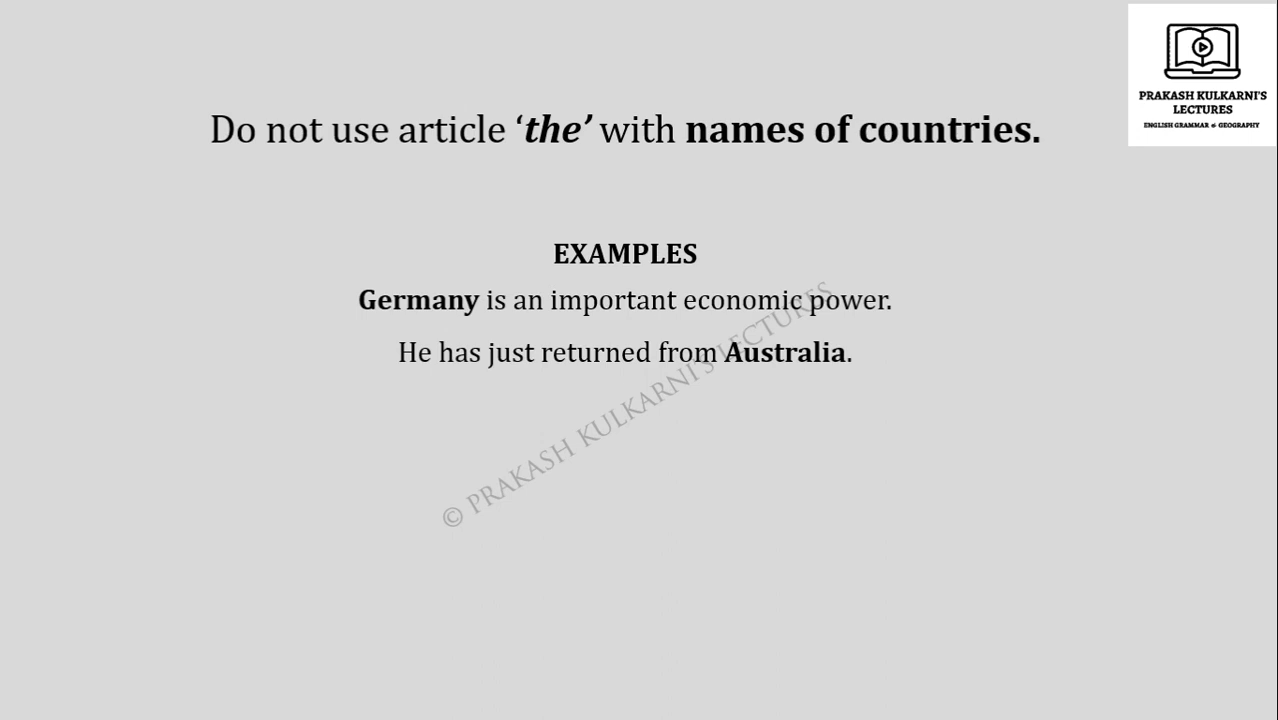 PRAKASH KULKARNI'S
LECTURES
ENGLISH GRAMMAR & GEOGRAPHY
Do not use article ‘the’ with names of countries.
EXAMPLES
Germany is an important economic power.
He has just returned from Australia.
© PRAKASH KULKARNI'S LECTURES